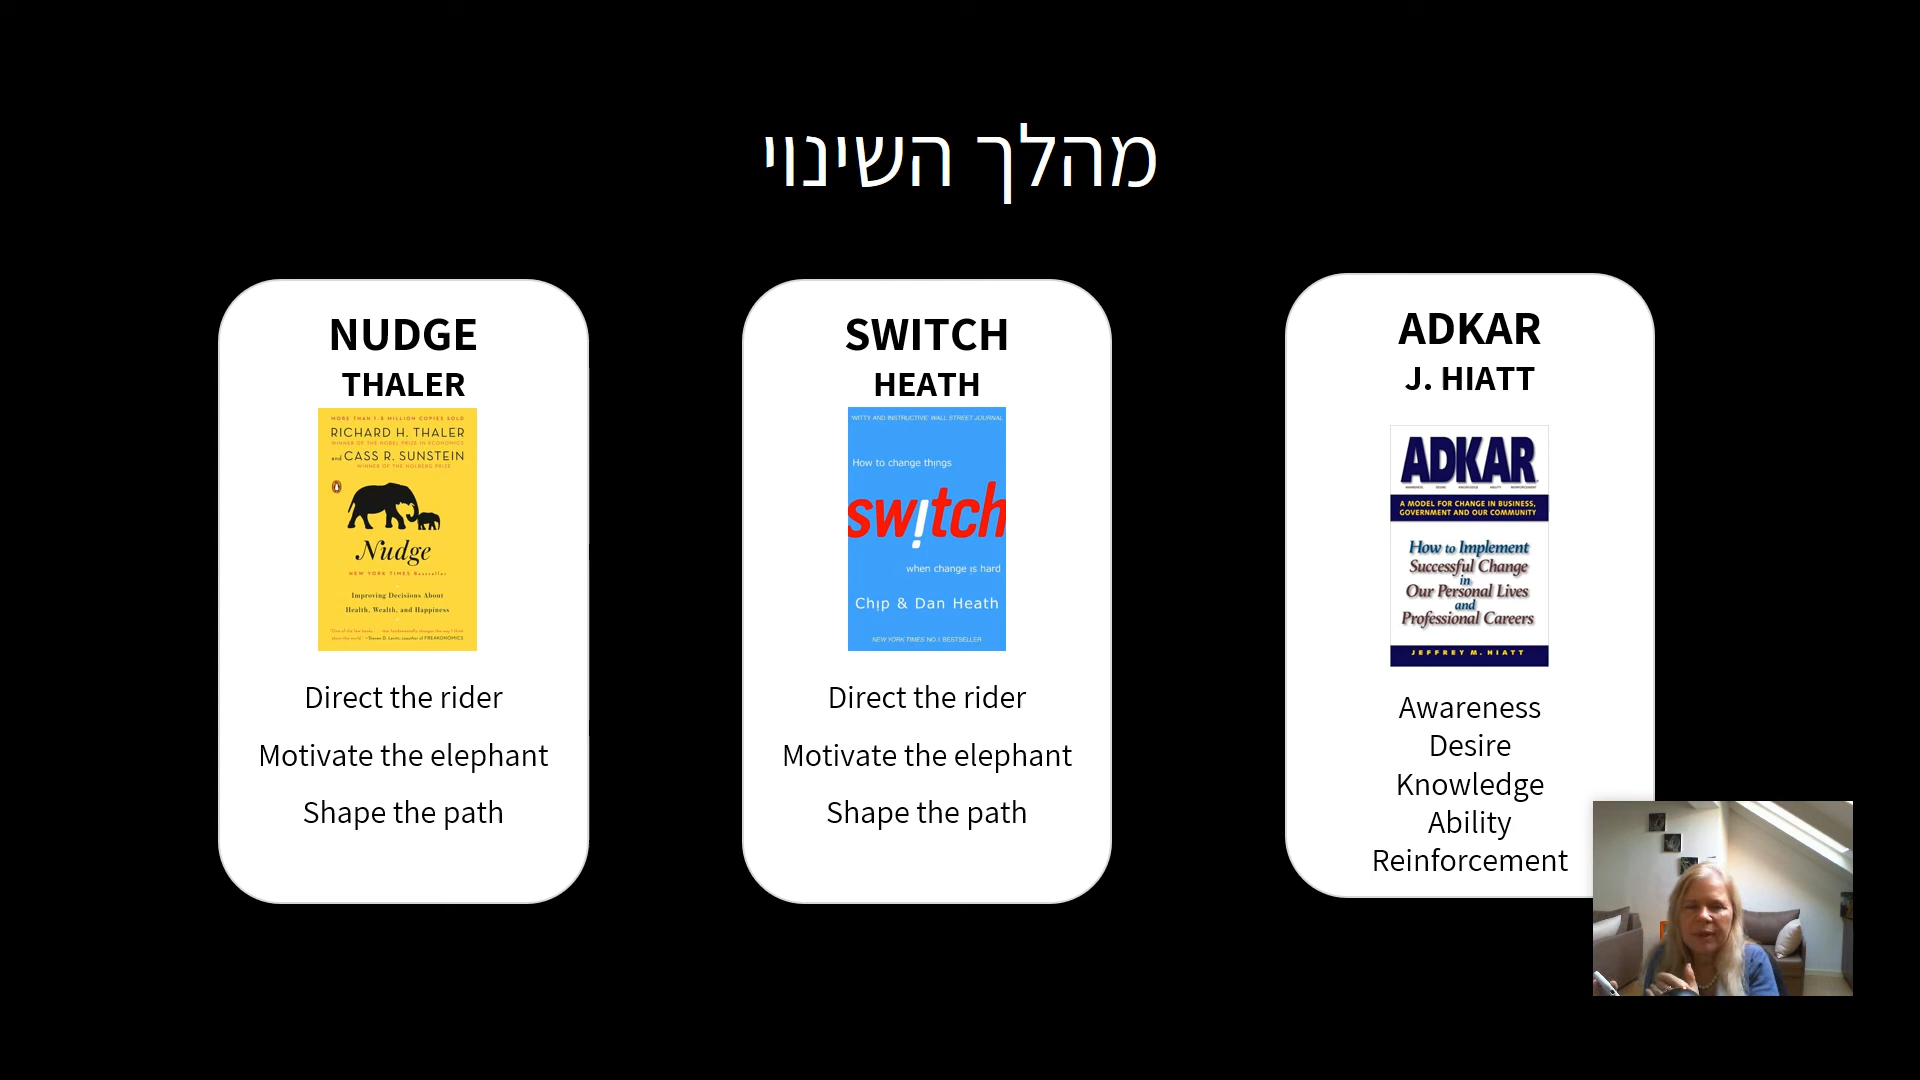 מהלך השינוי
NUDGE
THALER
MORE THAN 1.5 MILLION COPIES SOLD
RICHARD H. THALER
WINNER OF THE NOBEL PRIZE IN ECONOMICS
and CASS R. SUNSTEIN
WINNER OF THE HOLBERG PRIZE
Nudge
NEW YORK TIMES Bestseller
Improving Decisions About
Health, Wealth, and Happiness
Direct the rider
Motivate the elephant
Shape the path
SWITCH
HEATH
'WITTY AND INSTRUCTIVE' WALL STREET JOURNAL
How to change things
switch
when change is hard
Chip & Dan Heath
NEW YORK TIMES NO.1 BESTSELLER
Direct the rider
Motivate the elephant
Shape the path
ADKAR
J. HIATT
ADKAR
AWARENESS DESIRE KNOWLEDGE ABILITY REINFORCEMENT
A MODEL FOR CHANGE IN BUSINESS,
GOVERNMENT AND OUR COMMUNITY
How to Implement
Successful Change
in
Our Personal Lives
and
Professional Careers
JEFFREY M. HIATT
Awareness
Desire
Knowledge
Ability
Reinforcement